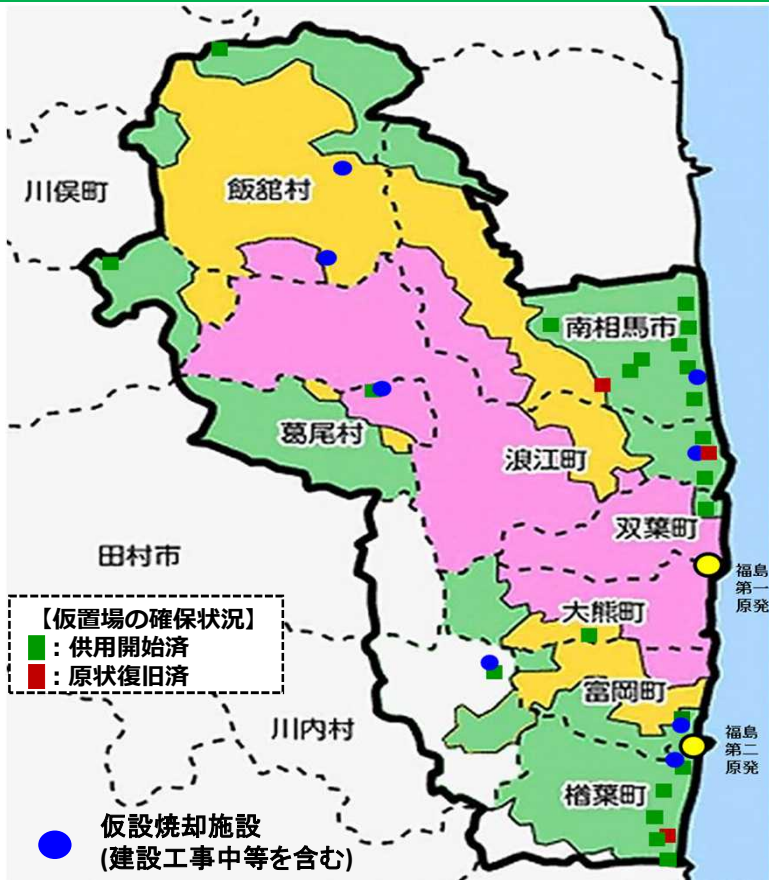 飯舘村
川俣町
南相馬市
葛尾村
浪江町
双葉町
田村市
福島
第一
原発
大熊町
【仮置場の確保状況】
：供用開始済
：原状復旧済
富岡町
川内村
福島
第二
原発
楢葉町
仮設焼却施設
(建設工事中等を含む)